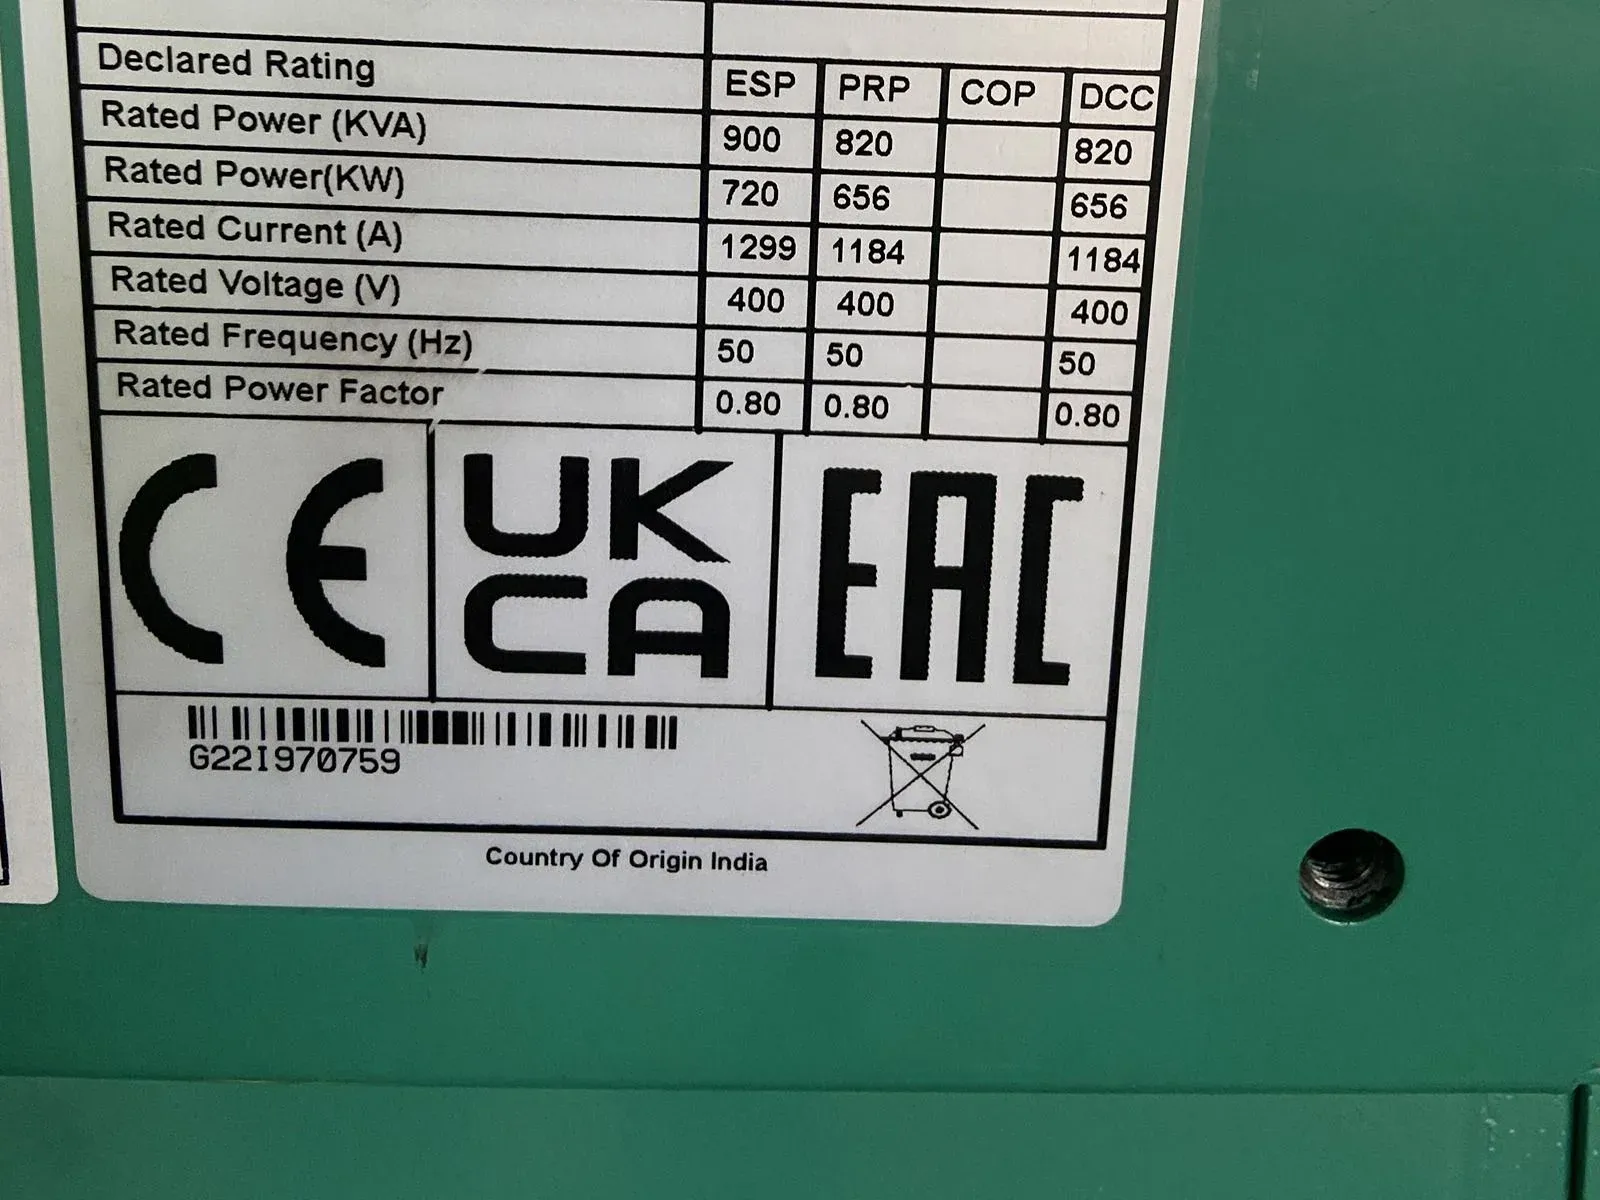 Declared Rating ESP PRP COP DCC
Rated Power (KVA) 900 820 820
Rated Power(KW) 720 656 656
Rated Current (A) 1299 1184 1184
Rated Voltage (V) 400 400 400
Rated Frequency (Hz) 50 50 50
Rated Power Factor 0.80 0.80 0.80
CE UK EAC
CA
G22I970759
Country Of Origin India